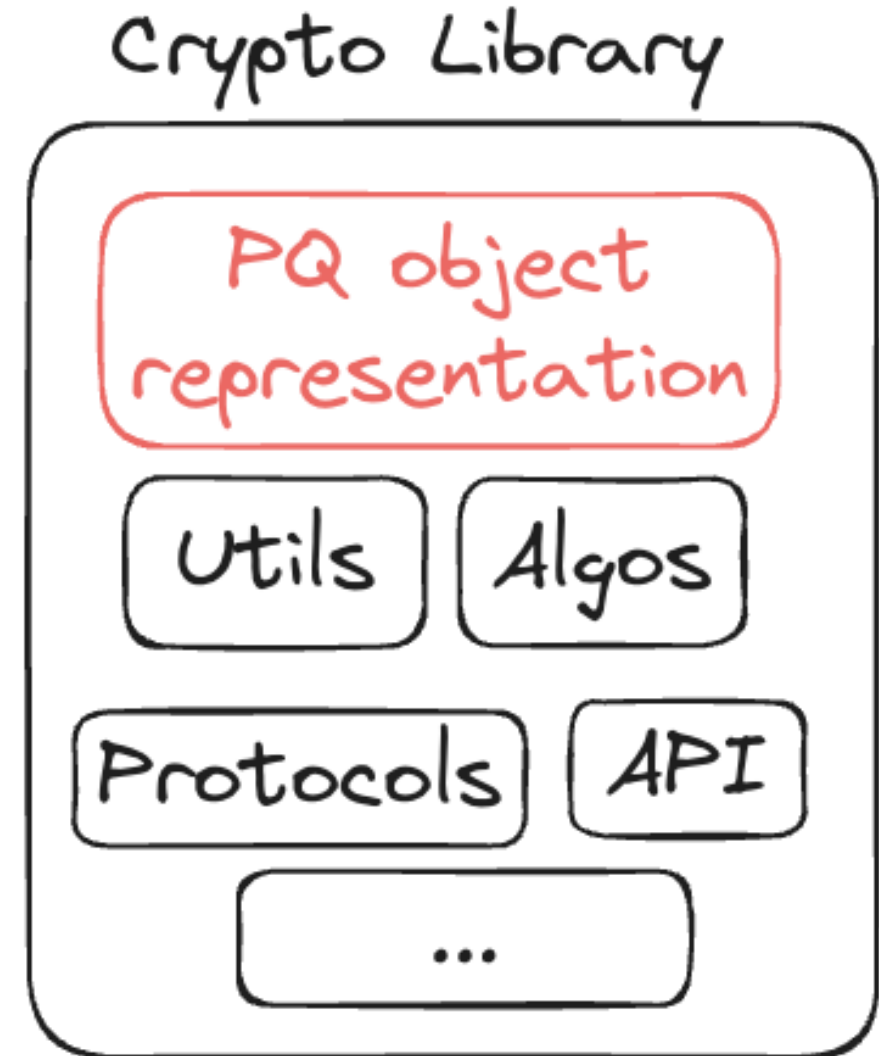 Crypto Library
PQ object
representation
Utils
Algos
Protocols
API
...